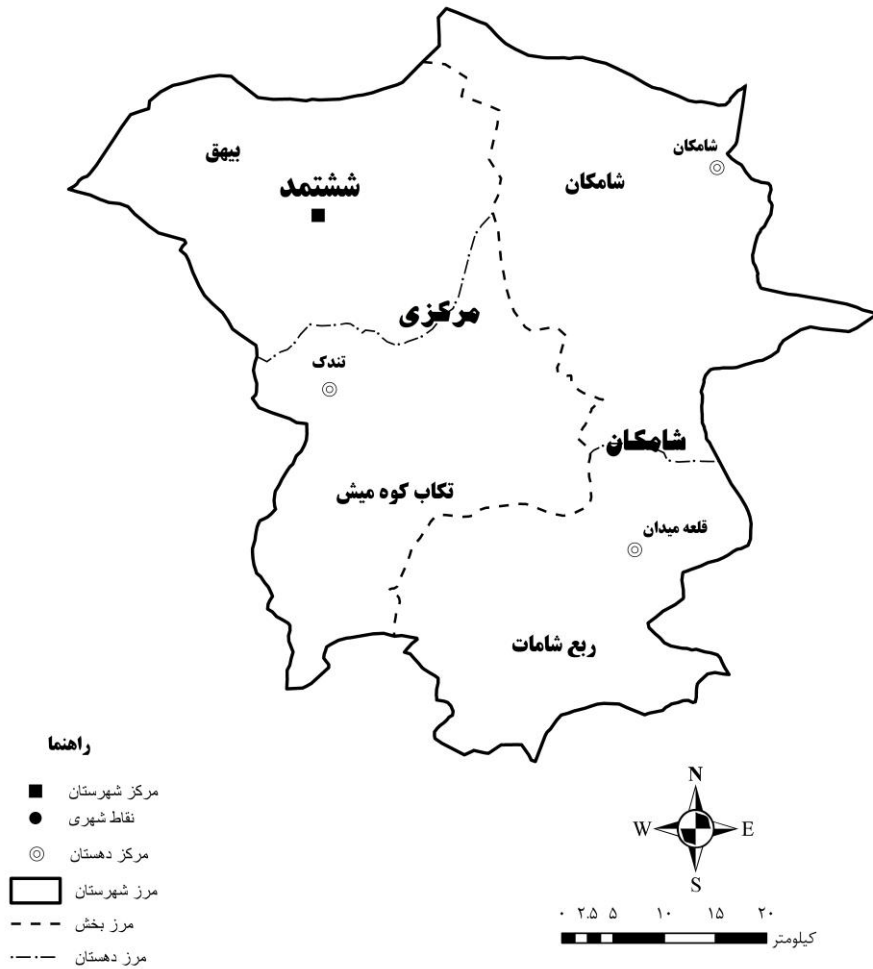 بیهق
ششتمد
شامکان
شامکان
مرکزی
تندک
شامکان
تکاب کوه میش
قلعه میدان
ربع شامات
راهنما
مرکز شهرستان
نقاط شهری
مرکز دهستان
مرز شهرستان
مرز بخش
مرز دهستان
N
W E
S
۰ ۲.۵ ۵ ۱۰ ۱۵ ۲۰
کیلومتر